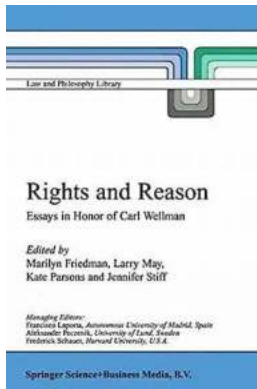 Law and Philosophy Library
Rights and Reason
Essays in Honor of Carl Wellman
Edited by
Marilyn Friedman, Larry May,
Kate Parsons and Jennifer Stiff
Managing Editors:
Francisco Laporta, Autonomous University of Madrid, Spain
Aleksander Peczenik, University of Lund, Sweden
Frederick Schauer, Harvard University, U.S.A.
Springer Science+Business Media, B.V.